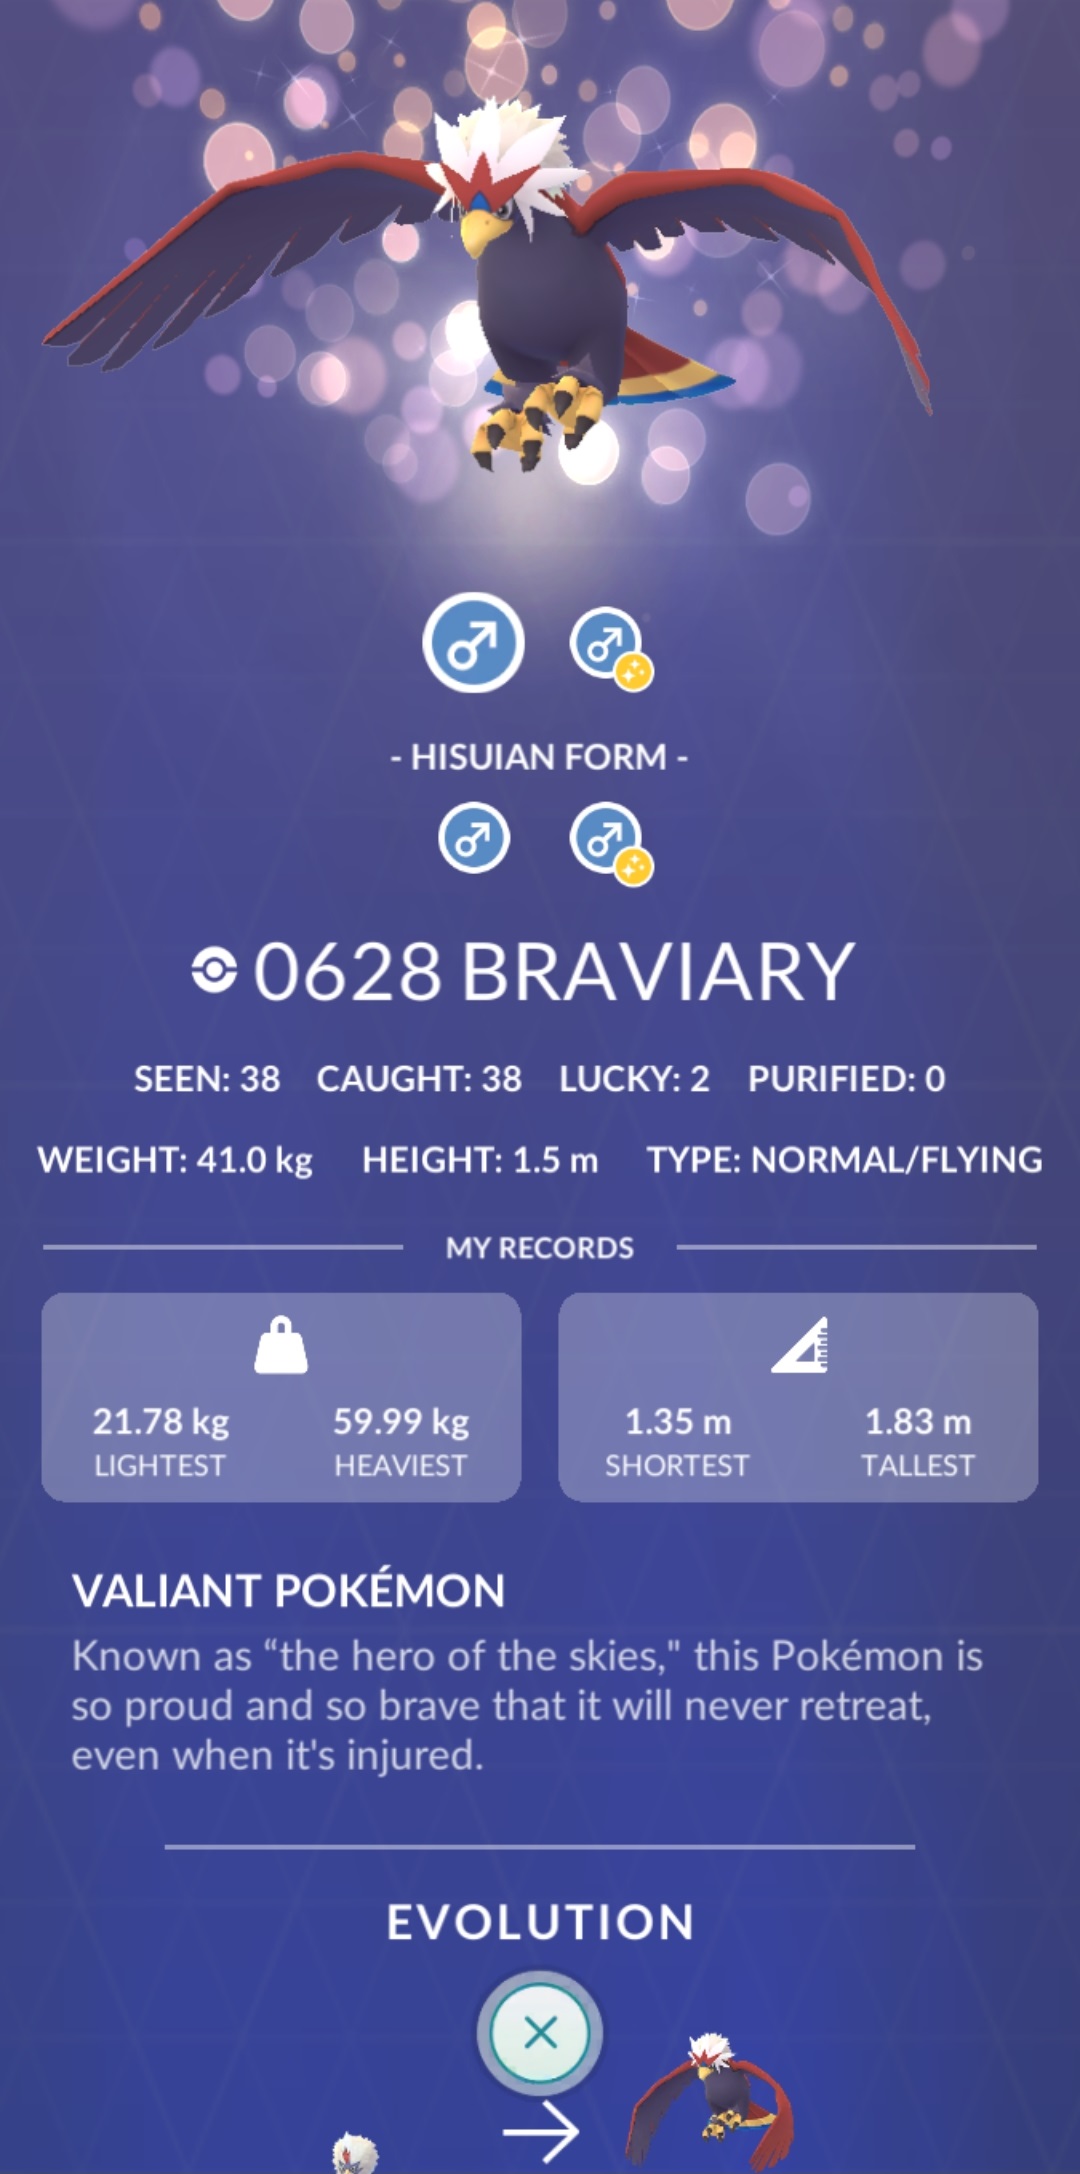 - HISUIAN FORM -
0628 BRAVIARY
SEEN: 38 CAUGHT: 38 LUCKY: 2 PURIFIED: 0
WEIGHT: 41.0 kg HEIGHT: 1.5 m TYPE: NORMAL/FLYING
MY RECORDS
21.78 kg 59.99 kg 1.35 m 1.83 m
LIGHTEST HEAVIEST SHORTEST TALLEST
VALIANT POKÉMON
Known as “the hero of the skies," this Pokémon is
so proud and so brave that it will never retreat,
even when it's injured.
EVOLUTION